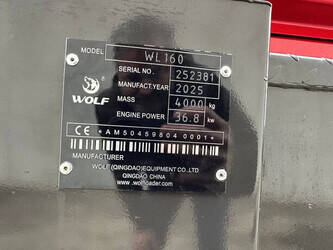 MODEL WL160
SERIAL NO. 252381
MANUFACT.YEAR 2025
MASS 4000 kg
ENGINE POWER 36.8 kw
WOLF
CE *AM50459804 0001*
MANUFACTURER
WOLF(QINGDAO)EQUIPMENT CO.,LTD
QINGDAO CHINA
www.wolfloader.com